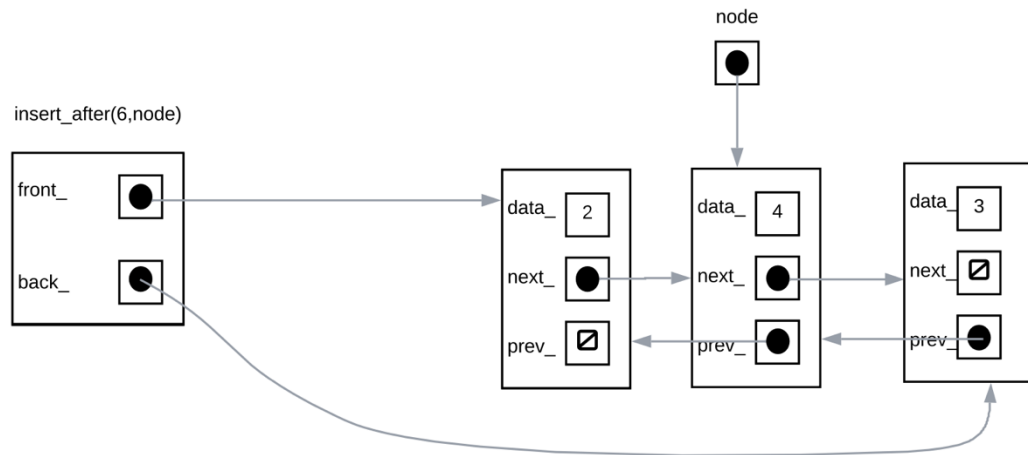 node
insert_after(6,node)
front_
back_
data_ 2
next_
prev_
data_ 4
next_
prev_
data_ 3
next_
prev_